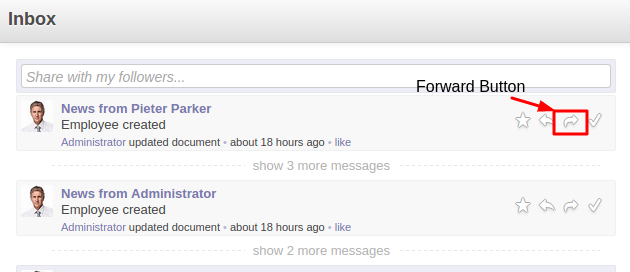 Inbox
Share with my followers...
Forward Button
News from Pieter Parker
Employee created
Administrator updated document • about 18 hours ago • like
show 3 more messages
News from Administrator
Employee created
Administrator updated document • about 18 hours ago • like
show 2 more messages